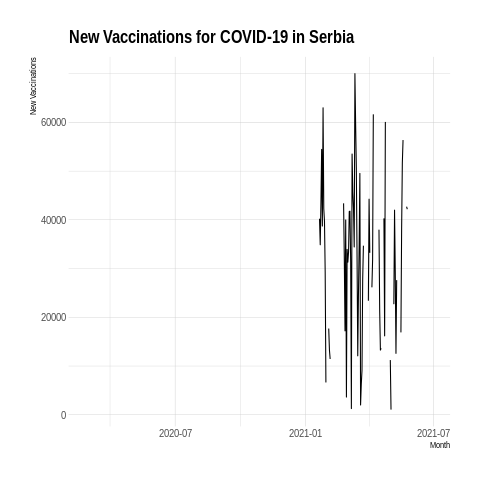 New Vaccinations for COVID-19 in Serbia
New Vaccinations
60000
40000
20000
0
2020-07
2021-01
2021-07
Month